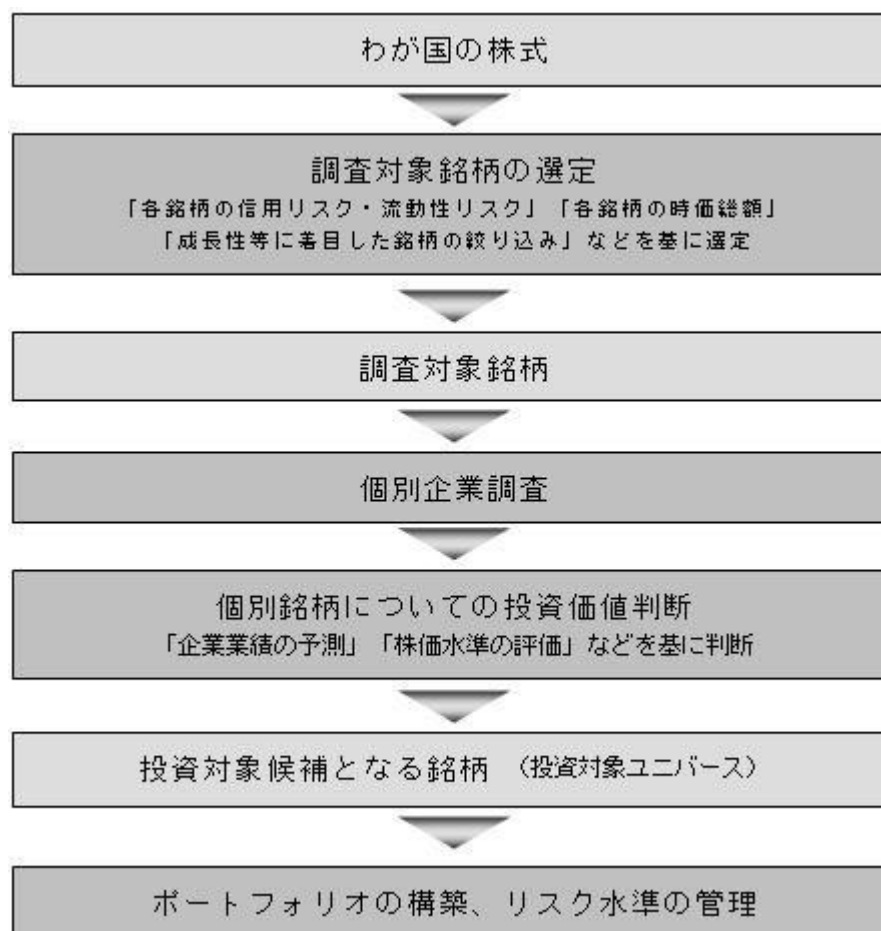 わが国の株式
調査対象銘柄の選定
「各銘柄の信用リスク・流動性リスク」「各銘柄の時価総額」
「成長性等に着目した銘柄の絞り込み」などを基に選定
調査対象銘柄
個別企業調査
個別銘柄についての投資価値判断
「企業業績の予測」「株価水準の評価」などを基に判断
投資対象候補となる銘柄（投資対象ユニバース）
ポートフォリオの構築、リスク水準の管理